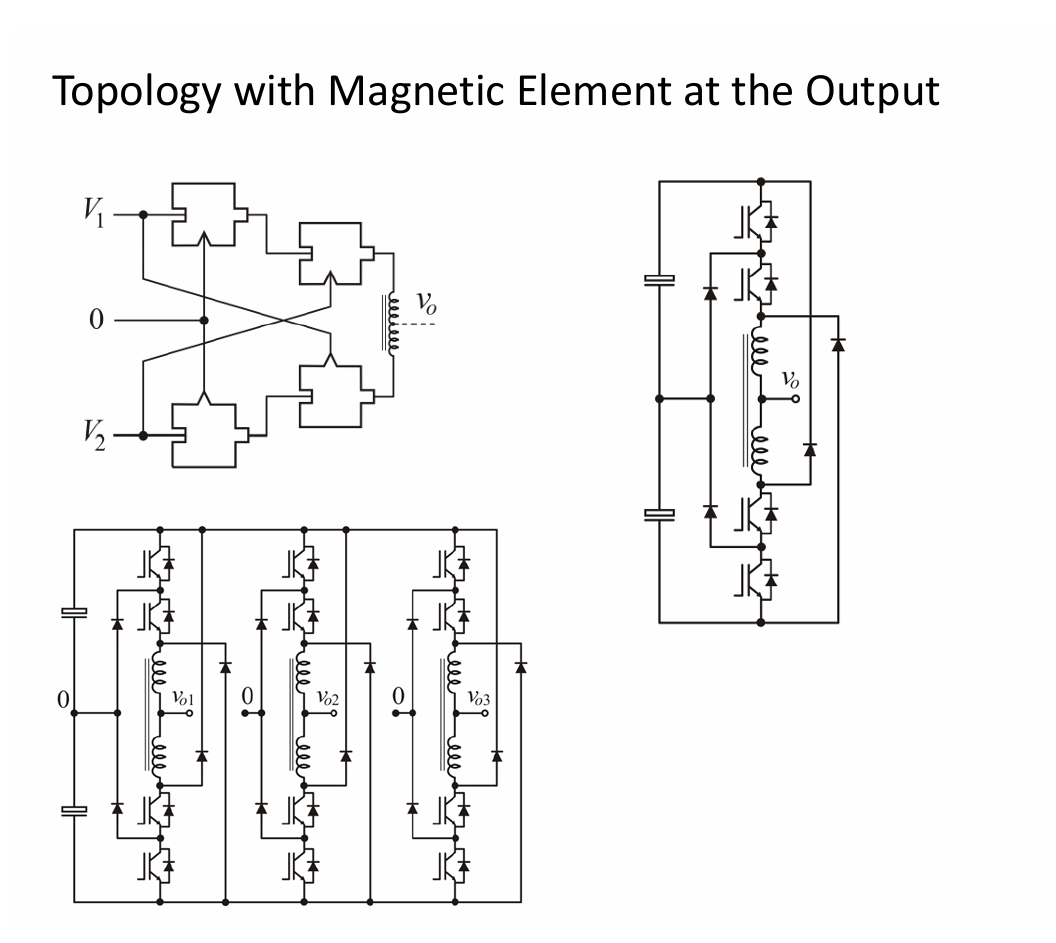 Topology with Magnetic Element at the Output
V₁
0
V₂
vₒ
vₒ
0
vₒ₁
0
vₒ₂
0
vₒ₃